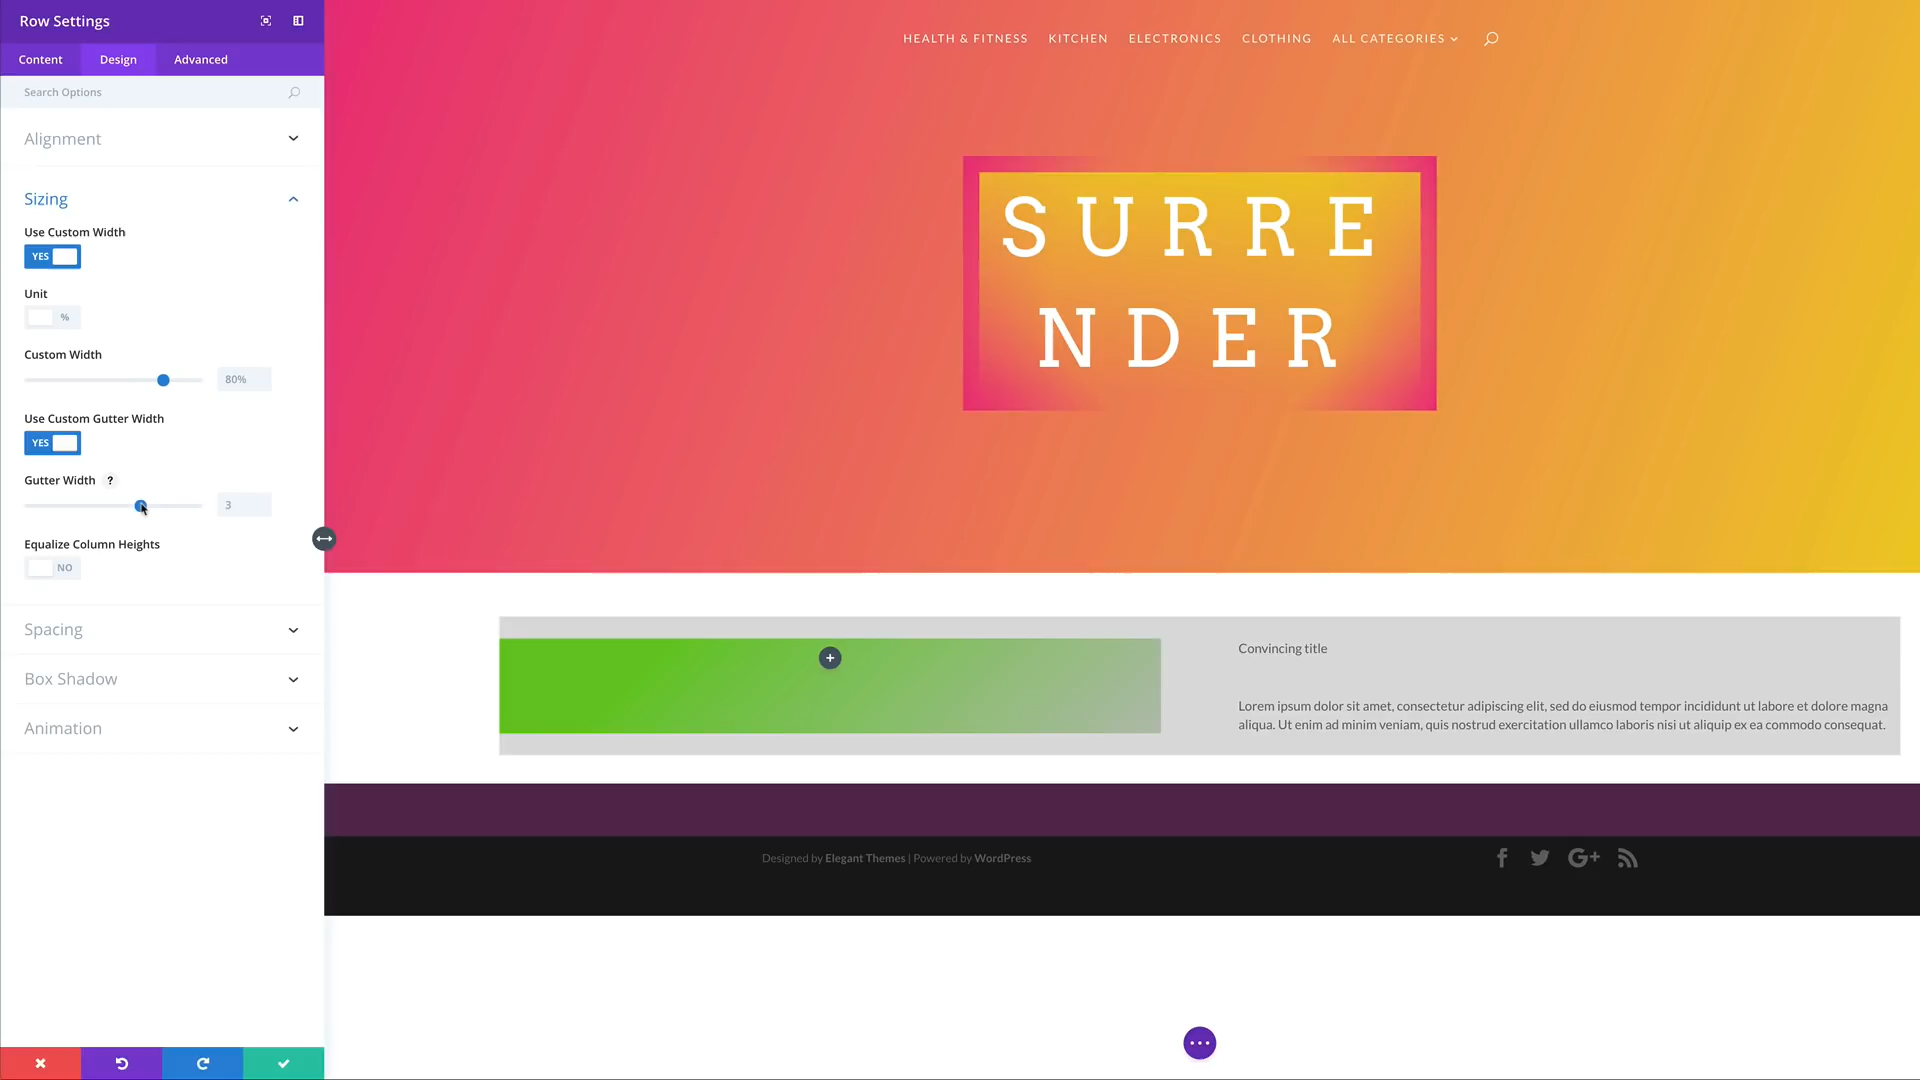 Row Settings
Content Design Advanced
Search Options
Alignment
Sizing
Use Custom Width
YES
Unit
%
Custom Width
80%
Use Custom Gutter Width
YES
Gutter Width ?
3
Equalize Column Heights
NO
Spacing
Box Shadow
Animation
HEALTH & FITNESS KITCHEN ELECTRONICS CLOTHING ALL CATEGORIES
SURRE
NDER
Convincing title
Lorem ipsum dolor sit amet, consectetur adipiscing elit, sed do eiusmod tempor incididunt ut labore et dolore magna
aliqua. Ut enim ad minim veniam, quis nostrud exercitation ullamco laboris nisi ut aliquip ex ea commodo consequat.
Designed by Elegant Themes | Powered by WordPress